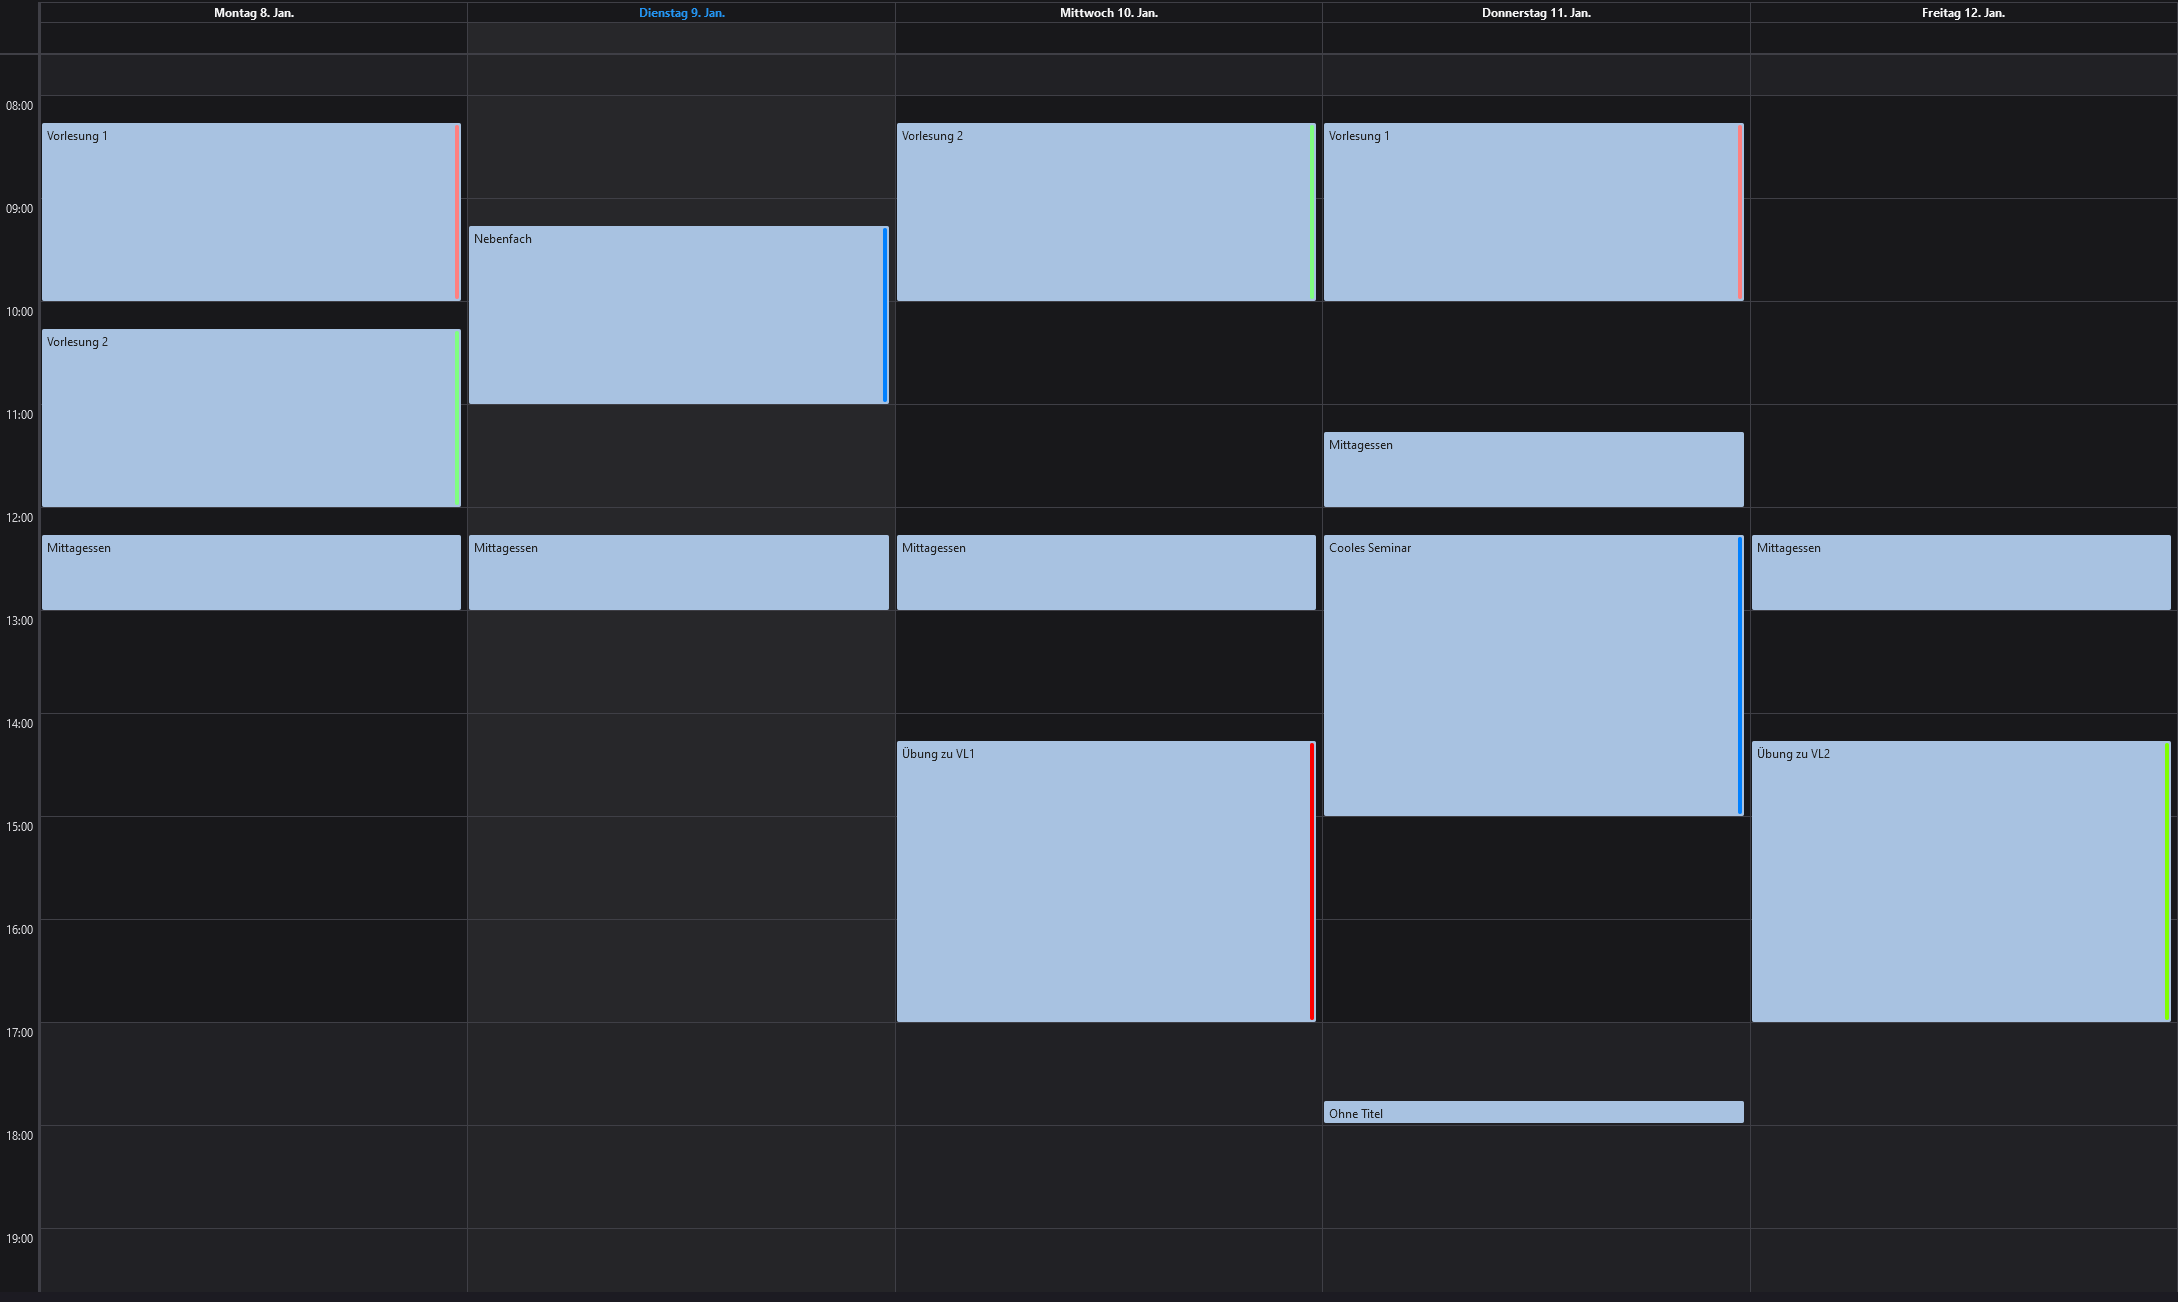 Montag 8. Jan.
Dienstag 9. Jan.
Mittwoch 10. Jan.
Donnerstag 11. Jan.
Freitag 12. Jan.
08:00
Vorlesung 1
Vorlesung 2
Vorlesung 1
09:00
Nebenfach
10:00
Vorlesung 2
11:00
Mittagessen
12:00
Mittagessen
Mittagessen
Mittagessen
Cooles Seminar
Mittagessen
13:00
14:00
Übung zu VL1
Übung zu VL2
15:00
16:00
17:00
Ohne Titel
18:00
19:00